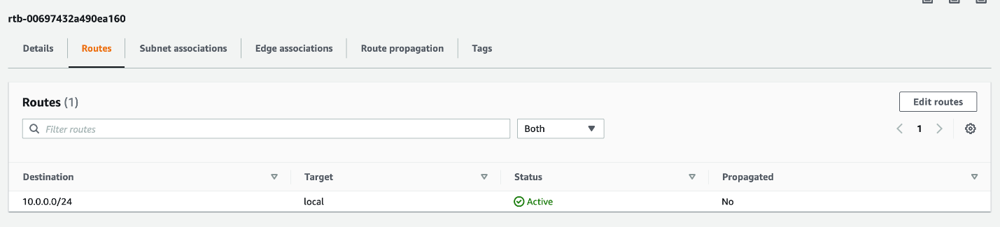 rtb-00697432a490ea160
Details Routes Subnet associations Edge associations Route propagation Tags
Routes (1)
Edit routes
Filter routes
Both
1
Destination Target Status Propagated
10.0.0.0/24 local Active No